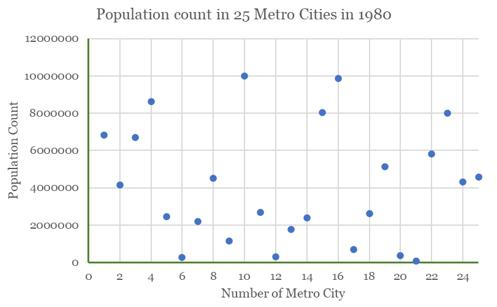 Population count in 25 Metro Cities in 1980
12000000
10000000
8000000
6000000
4000000
2000000
0
Population Count
0 2 4 6 8 10 12 14 16 18 20 22 24
Number of Metro City